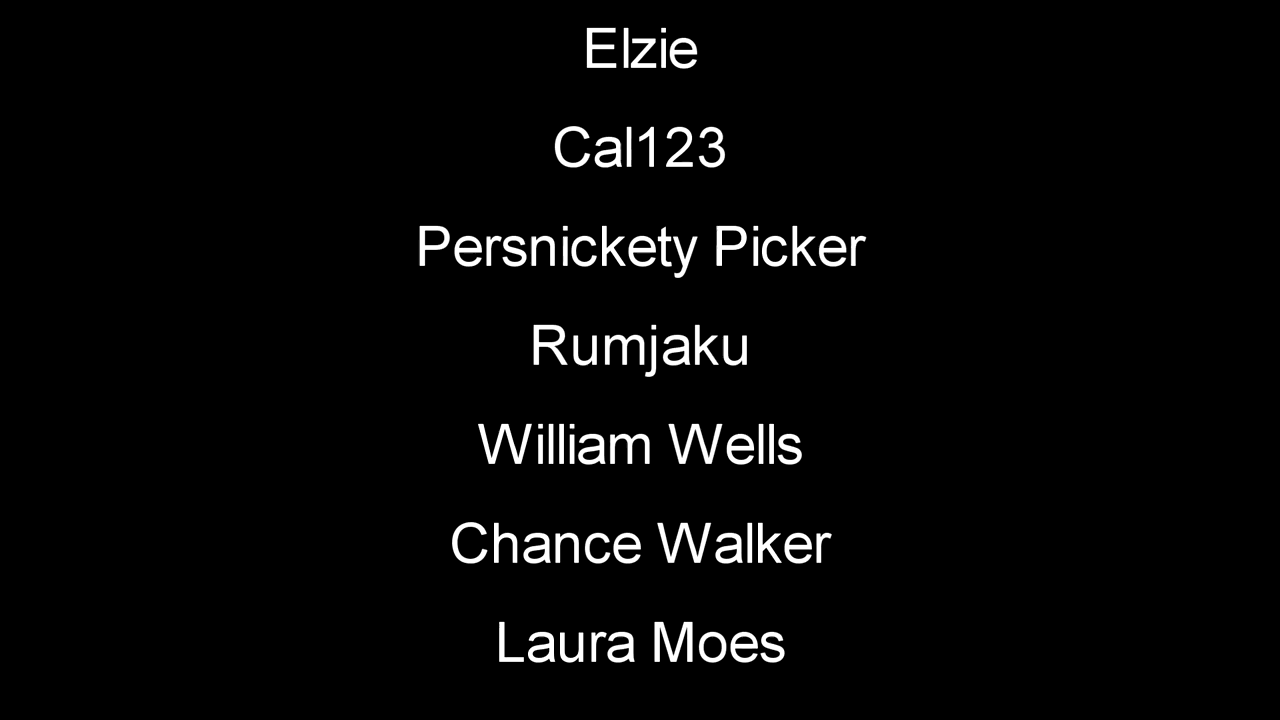 Elzie
Cal123
Persnickety Picker
Rumjaku
William Wells
Chance Walker
Laura Moes